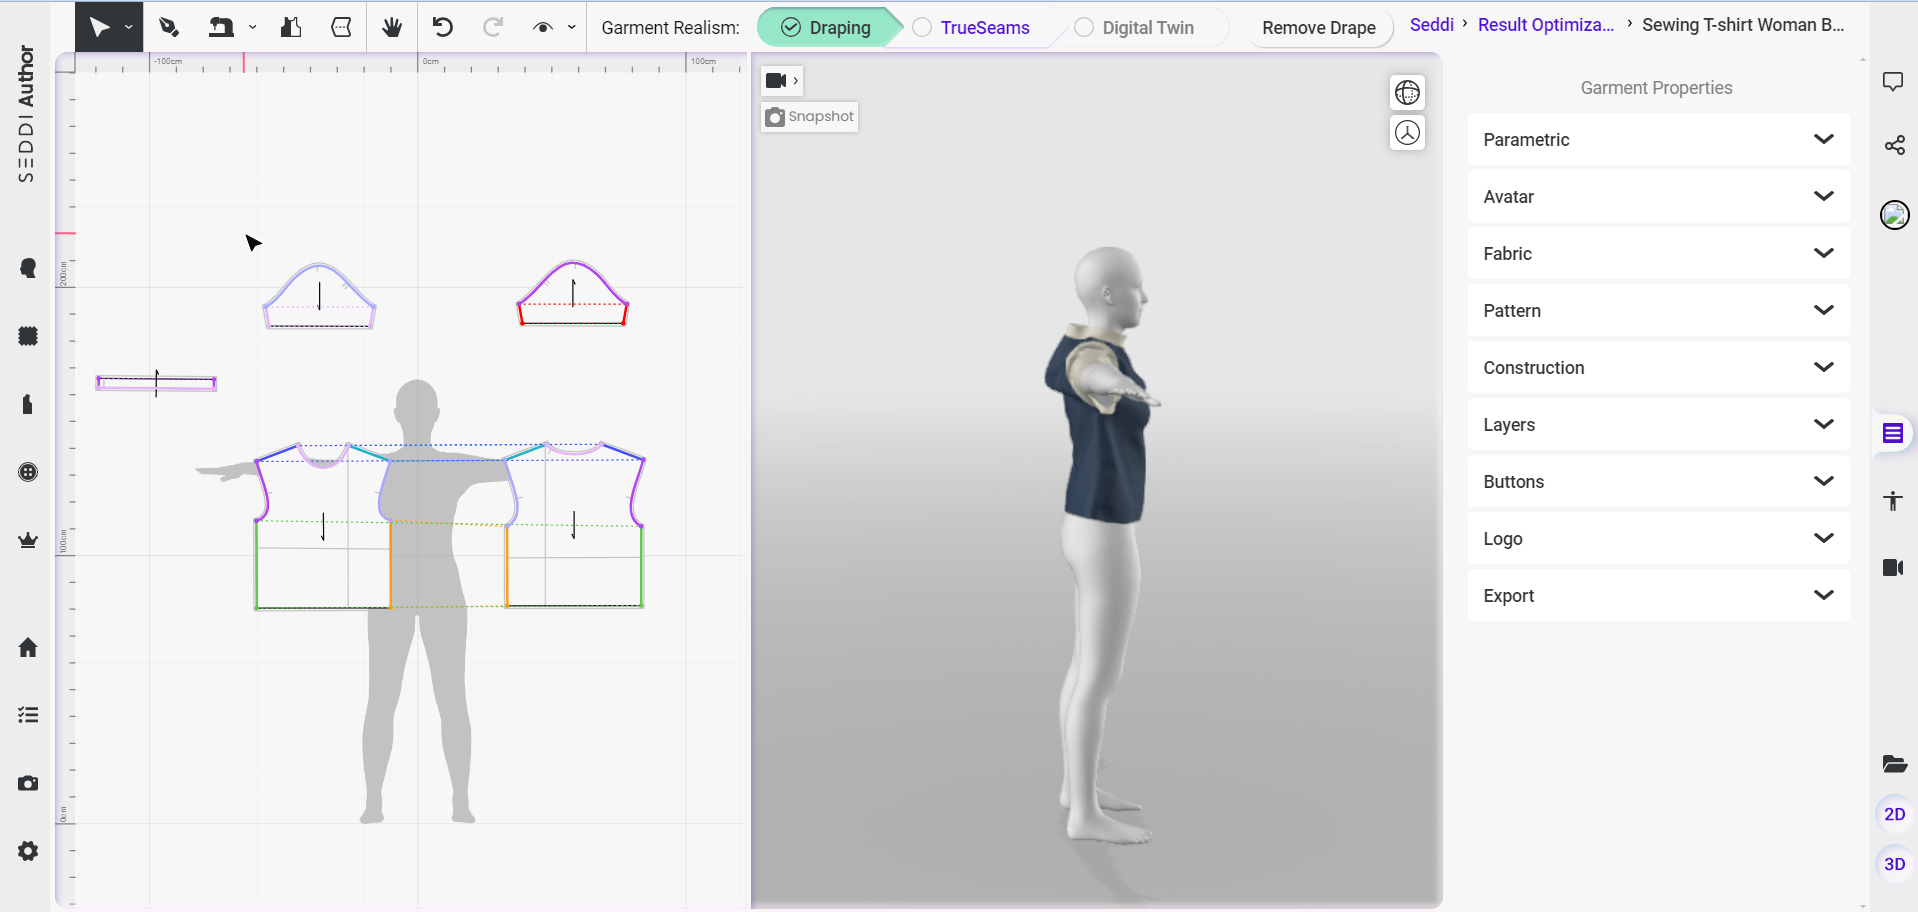 Garment Realism:
Draping
TrueSeams
Digital Twin
Remove Drape
Seddi › Result Optimiza... › Sewing T-shirt Woman B...
SΞDDI Author
-100cm
0cm
100cm
200cm
100cm
0cm
Snapshot
Garment Properties
Parametric
Avatar
Fabric
Pattern
Construction
Layers
Buttons
Logo
Export
2D
3D